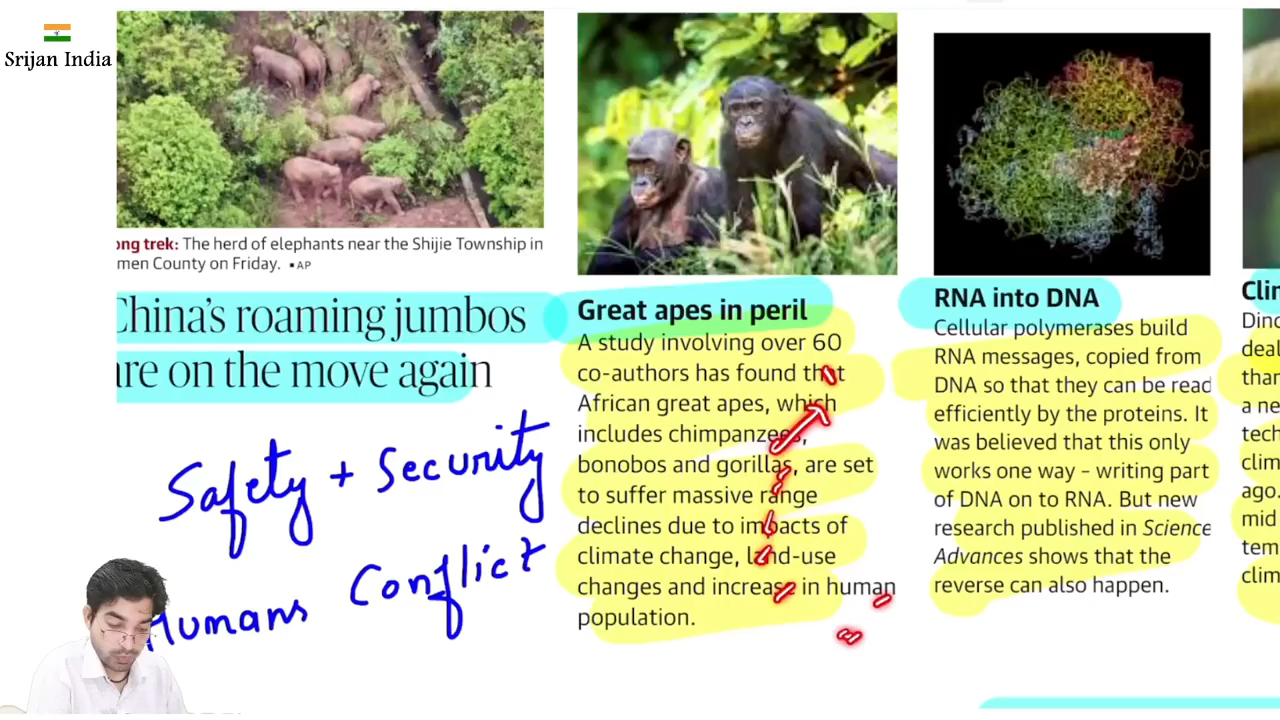 Srijan India
ong trek: The herd of elephants near the Shijie Township in
men County on Friday. ▪AP
China's roaming jumbos
are on the move again
Safety + Security
Humans Conflict
Great apes in peril
A study involving over 60
co-authors has found that
African great apes, which
includes chimpanzees,
bonobos and gorillas, are set
to suffer massive range
declines due to impacts of
climate change, land-use
changes and increase in human
population.
RNA into DNA
Cellular polymerases build
RNA messages, copied from
DNA so that they can be read
efficiently by the proteins. It
was believed that this only
works one way – writing part
of DNA on to RNA. But new
research published in Science
Advances shows that the
reverse can also happen.
Clin
Dino
deal
than
a ne
tech
clim
ago.
mid
tem
clim